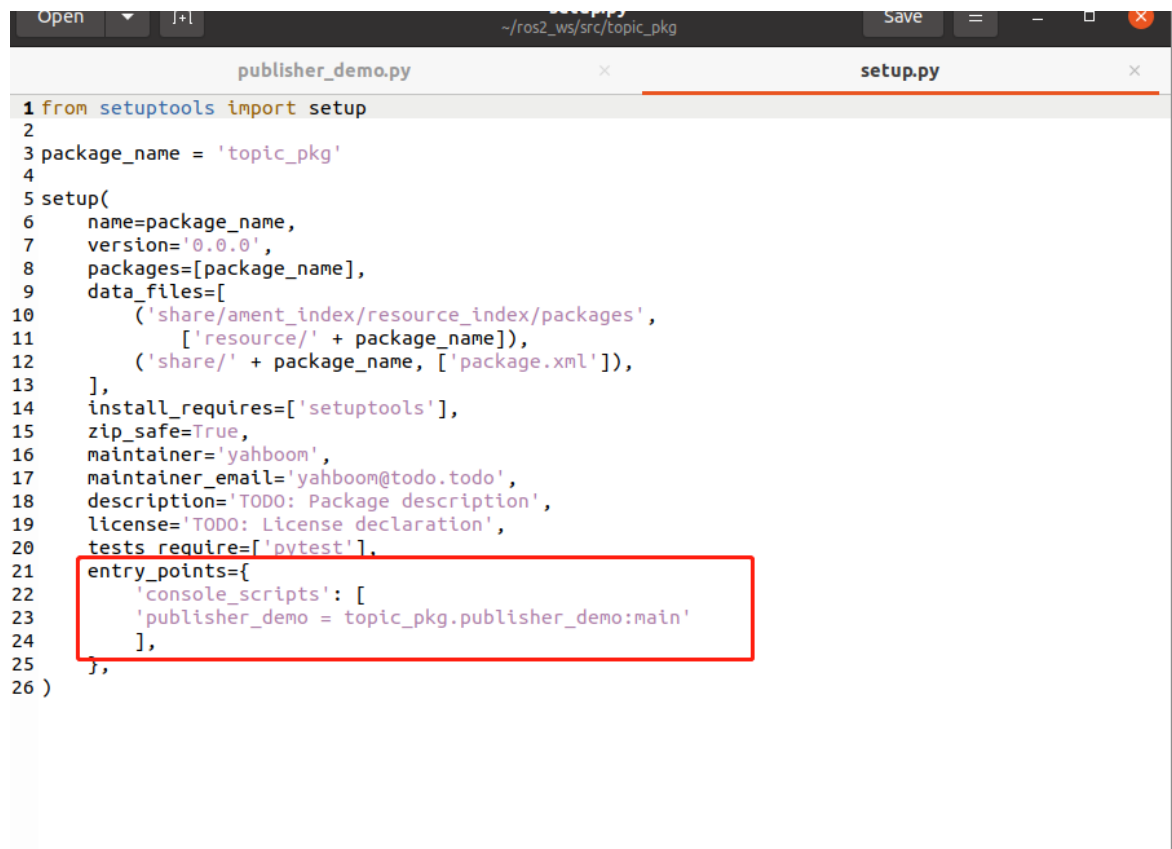 Open
setup.py
~/ros2_ws/src/topic_pkg
Save
publisher_demo.py
setup.py
1 from setuptools import setup
2
3 package_name = 'topic_pkg'
4
5 setup(
6     name=package_name,
7     version='0.0.0',
8     packages=[package_name],
9     data_files=[
10         ('share/ament_index/resource_index/packages',
11             ['resource/' + package_name]),
12         ('share/' + package_name, ['package.xml']),
13     ],
14     install_requires=['setuptools'],
15     zip_safe=True,
16     maintainer='yahboom',
17     maintainer_email='yahboom@todo.todo',
18     description='TODO: Package description',
19     license='TODO: License declaration',
20     tests_require=['pytest'],
21     entry_points={
22         'console_scripts': [
23         'publisher_demo = topic_pkg.publisher_demo:main'
24         ],
25     },
26 )